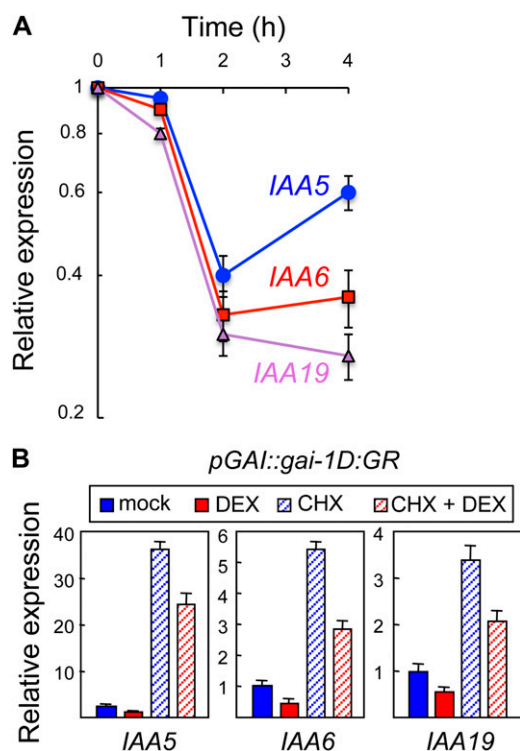 A
Time (h)
0 1 2 3 4
Relative expression
1
0.8
0.6
0.4
0.2
IAA5
IAA6
IAA19
B
pGAI::gai-1D:GR
mock DEX CHX CHX + DEX
Relative expression
40
30
20
10
IAA5
6
5
4
3
2
1
IAA6
4
3
2
1
IAA19